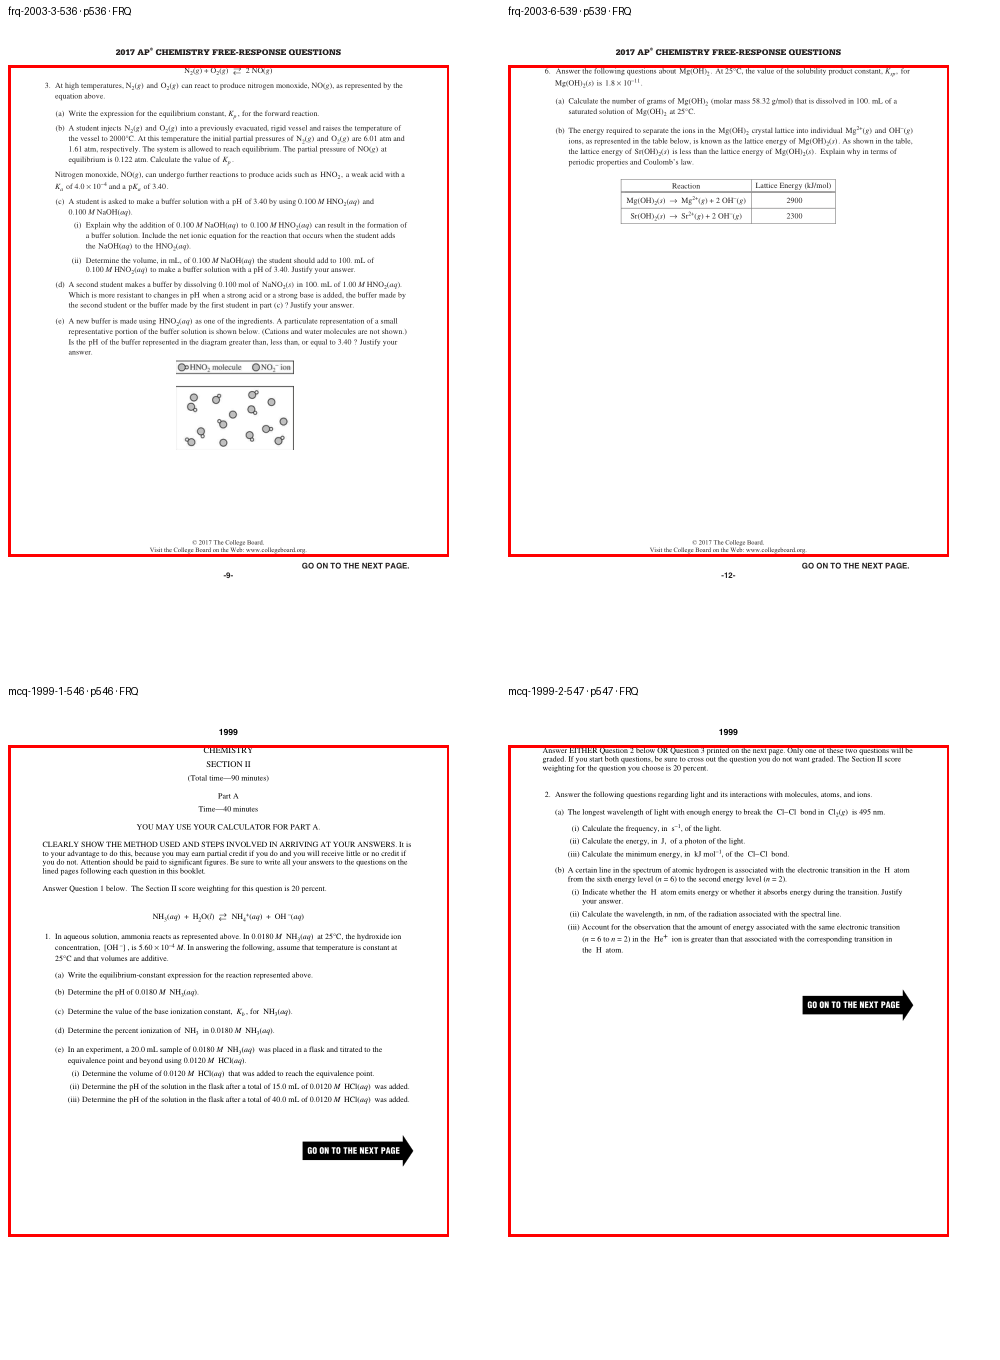 frq-2003-3-536 · p536 · FRQ
2017 AP® CHEMISTRY FREE-RESPONSE QUESTIONS
N₂(g) + O₂(g) ⇄ 2 NO(g)
3. At high temperatures, N₂(g) and O₂(g) can react to produce nitrogen monoxide, NO(g), as represented by the
equation above.
(a) Write the expression for the equilibrium constant, Kₚ, for the forward reaction.
(b) A student injects N₂(g) and O₂(g) into a previously evacuated, rigid vessel and raises the temperature of
the vessel to 2000°C. At this temperature the initial partial pressures of N₂(g) and O₂(g) are 6.01 atm and
1.61 atm, respectively. The system is allowed to reach equilibrium. The partial pressure of NO(g) at
equilibrium is 0.122 atm. Calculate the value of Kₚ.
Nitrogen monoxide, NO(g), can undergo further reactions to produce acids such as HNO₂, a weak acid with a
Kₐ of 4.0 × 10⁻⁴ and a pKₐ of 3.40.
(c) A student is asked to make a buffer solution with a pH of 3.40 by using 0.100 M HNO₂(aq) and
0.100 M NaOH(aq).
(i) Explain why the addition of 0.100 M NaOH(aq) to 0.100 M HNO₂(aq) can result in the formation of
a buffer solution. Include the net ionic equation for the reaction that occurs when the student adds
the NaOH(aq) to the HNO₂(aq).
(ii) Determine the volume, in mL, of 0.100 M NaOH(aq) the student should add to 100. mL of
0.100 M HNO₂(aq) to make a buffer solution with a pH of 3.40. Justify your answer.
(d) A second student makes a buffer by dissolving 0.100 mol of NaNO₂(s) in 100. mL of 1.00 M HNO₂(aq).
Which is more resistant to changes in pH when a strong acid or a strong base is added, the buffer made by
the second student or the buffer made by the first student in part (c) ? Justify your answer.
(e) A new buffer is made using HNO₂(aq) as one of the ingredients. A particulate representation of a small
representative portion of the buffer solution is shown below. (Cations and water molecules are not shown.)
Is the pH of the buffer represented in the diagram greater than, less than, or equal to 3.40 ? Justify your
answer.
HNO₂ molecule NO₂⁻ ion
© 2017 The College Board.
Visit the College Board on the Web: www.collegeboard.org.
GO ON TO THE NEXT PAGE.
-9-
frq-2003-6-539 · p539 · FRQ
2017 AP® CHEMISTRY FREE-RESPONSE QUESTIONS
6. Answer the following questions about Mg(OH)₂. At 25°C, the value of the solubility product constant, Kₛₚ, for
Mg(OH)₂(s) is 1.8 × 10⁻¹¹.
(a) Calculate the number of grams of Mg(OH)₂ (molar mass 58.32 g/mol) that is dissolved in 100. mL of a
saturated solution of Mg(OH)₂ at 25°C.
(b) The energy required to separate the ions in the Mg(OH)₂ crystal lattice into individual Mg²⁺(g) and OH⁻(g)
ions, as represented in the table below, is known as the lattice energy of Mg(OH)₂(s). As shown in the table,
the lattice energy of Sr(OH)₂(s) is less than the lattice energy of Mg(OH)₂(s). Explain why in terms of
periodic properties and Coulomb's law.
Reaction Lattice Energy (kJ/mol)
Mg(OH)₂(s) → Mg²⁺(g) + 2 OH⁻(g) 2900
Sr(OH)₂(s) → Sr²⁺(g) + 2 OH⁻(g) 2300
© 2017 The College Board.
Visit the College Board on the Web: www.collegeboard.org.
GO ON TO THE NEXT PAGE.
-12-
mcq-1999-1-546 · p546 · FRQ
1999
CHEMISTRY
SECTION II
(Total time—90 minutes)
Part A
Time—40 minutes
YOU MAY USE YOUR CALCULATOR FOR PART A.
CLEARLY SHOW THE METHOD USED AND STEPS INVOLVED IN ARRIVING AT YOUR ANSWERS. It is
to your advantage to do this, because you may earn partial credit if you do and you will receive little or no credit if
you do not. Attention should be paid to significant figures. Be sure to write all your answers to the questions on the
lined pages following each question in this booklet.
Answer Question 1 below. The Section II score weighting for this question is 20 percent.
NH₃(aq) + H₂O(l) ⇄ NH₄⁺(aq) + OH⁻(aq)
1. In aqueous solution, ammonia reacts as represented above. In 0.0180 M NH₃(aq) at 25°C, the hydroxide ion
concentration, [OH⁻], is 5.60 × 10⁻⁴ M. In answering the following, assume that temperature is constant at
25°C and that volumes are additive.
(a) Write the equilibrium-constant expression for the reaction represented above.
(b) Determine the pH of 0.0180 M NH₃(aq).
(c) Determine the value of the base ionization constant, K_b, for NH₃(aq).
(d) Determine the percent ionization of NH₃ in 0.0180 M NH₃(aq).
(e) In an experiment, a 20.0 mL sample of 0.0180 M NH₃(aq) was placed in a flask and titrated to the
equivalence point and beyond using 0.0120 M HCl(aq).
(i) Determine the volume of 0.0120 M HCl(aq) that was added to reach the equivalence point.
(ii) Determine the pH of the solution in the flask after a total of 15.0 mL of 0.0120 M HCl(aq) was added.
(iii) Determine the pH of the solution in the flask after a total of 40.0 mL of 0.0120 M HCl(aq) was added.
GO ON TO THE NEXT PAGE
mcq-1999-2-547 · p547 · FRQ
1999
Answer EITHER Question 2 below OR Question 3 printed on the next page. Only one of these two questions will be
graded. If you start both questions, be sure to cross out the question you do not want graded. The Section II score
weighting for the question you choose is 20 percent.
2. Answer the following questions regarding light and its interactions with molecules, atoms, and ions.
(a) The longest wavelength of light with enough energy to break the Cl–Cl bond in Cl₂(g) is 495 nm.
(i) Calculate the frequency, in s⁻¹, of the light.
(ii) Calculate the energy, in J, of a photon of the light.
(iii) Calculate the minimum energy, in kJ mol⁻¹, of the Cl–Cl bond.
(b) A certain line in the spectrum of atomic hydrogen is associated with the electronic transition in the H atom
from the sixth energy level (n = 6) to the second energy level (n = 2).
(i) Indicate whether the H atom emits energy or whether it absorbs energy during the transition. Justify
your answer.
(ii) Calculate the wavelength, in nm, of the radiation associated with the spectral line.
(iii) Account for the observation that the amount of energy associated with the same electronic transition
(n = 6 to n = 2) in the He⁺ ion is greater than that associated with the corresponding transition in
the H atom.
GO ON TO THE NEXT PAGE